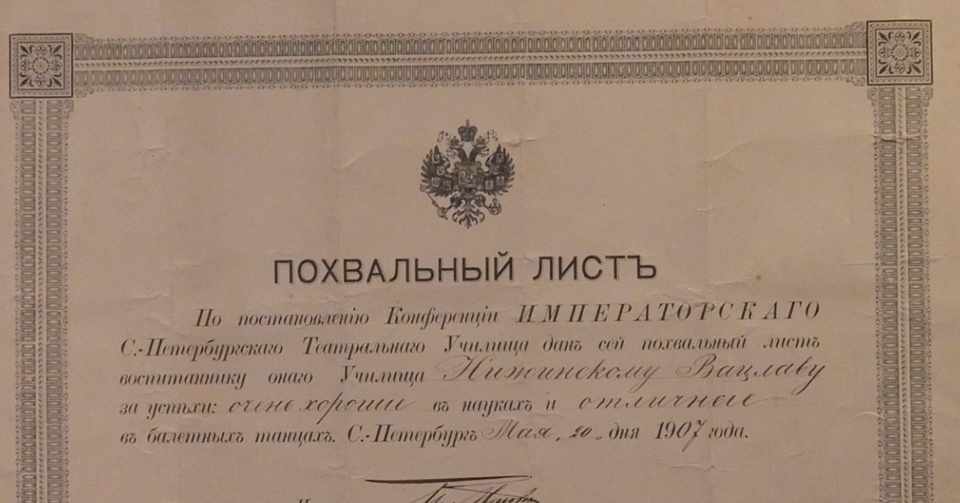 ПОХВАЛЬНЫЙ ЛИСТЪ
По постановленію Конференціи ИМПЕРАТОРСКАГО
С.-Петербургскаго Театральнаго Училища данъ сей похвальный листъ
воспитаннику онаго Училища Нижинскому Вацлаву
за успѣхи: очень хорошие въ наукахъ и отличные
въ балетныхъ танцахъ. С.-Петербургъ Мая, 20 дня 1907 года.